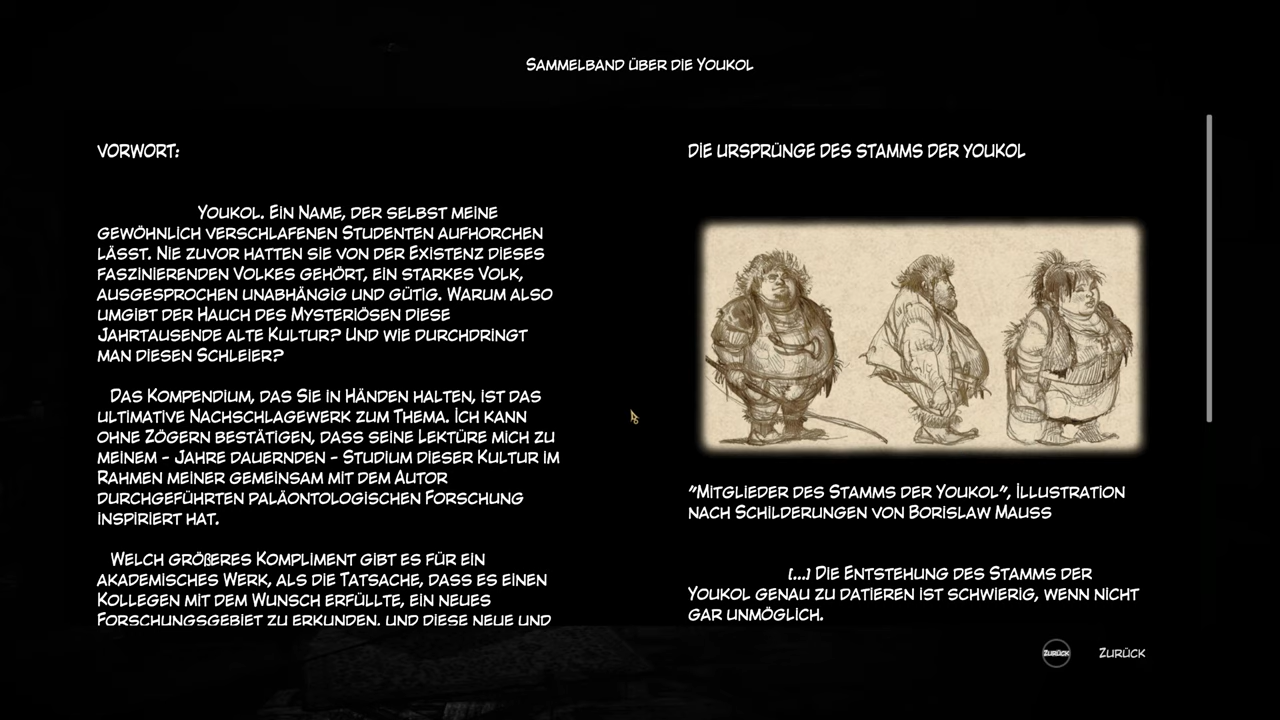 Sammelband über die Youkol
Vorwort:
Youkol. Ein Name, der selbst meine
gewöhnlich verschlafenen Studenten aufhorchen
lässt. Nie zuvor hatten sie von der Existenz dieses
faszinierenden Volkes gehört, ein starkes Volk,
ausgesprochen unabhängig und gütig. Warum also
umgibt der Hauch des Mysteriösen diese
Jahrtausende alte Kultur? Und wie durchdringt
man diesen Schleier?
Das Kompendium, das Sie in Händen halten, ist das
ultimative Nachschlagewerk zum Thema. Ich kann
ohne Zögern bestätigen, dass seine Lektüre mich zu
meinem - Jahre dauernden - Studium dieser Kultur im
Rahmen meiner gemeinsam mit dem Autor
durchgeführten paläontologischen Forschung
inspiriert hat.
Welch größeres Kompliment gibt es für ein
akademisches Werk, als die Tatsache, dass es einen
Kollegen mit dem Wunsch erfüllte, ein neues
Forschungsgebiet zu erkunden, und diese neue und
Die Ursprünge des Stamms der Youkol
"Mitglieder des Stamms der Youkol", Illustration
nach Schilderungen von Borislaw Mauss
[...] Die Entstehung des Stamms der
Youkol genau zu datieren ist schwierig, wenn nicht
gar unmöglich.
Zurück
Zurück